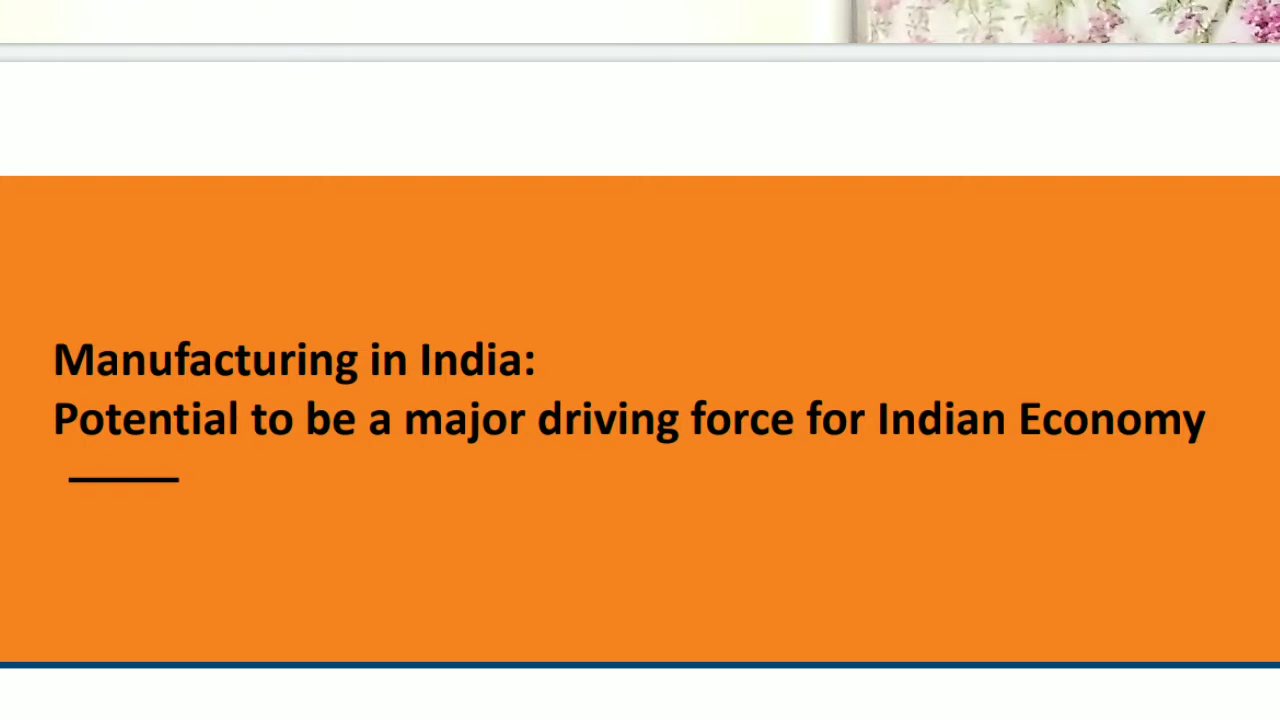 Manufacturing in India:
Potential to be a major driving force for Indian Economy